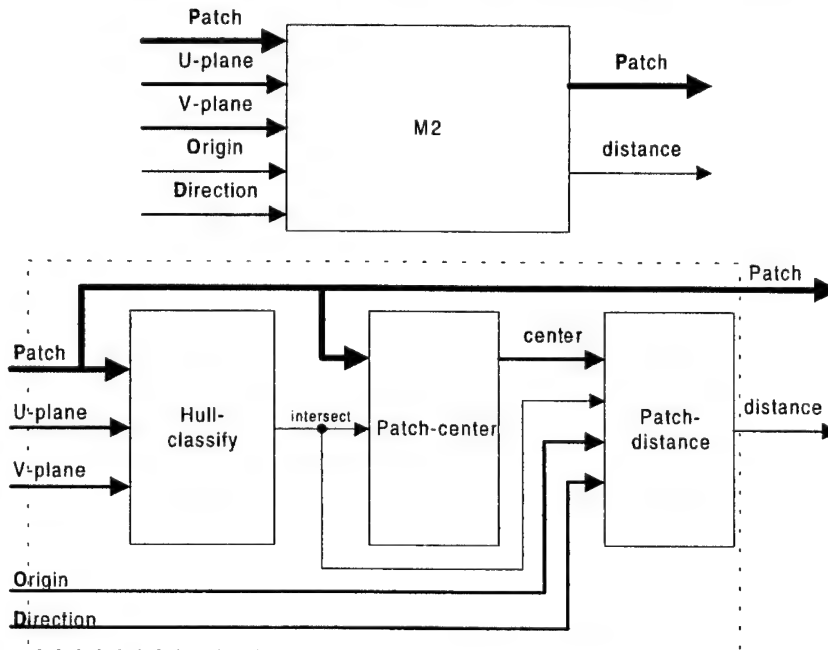 Patch
U-plane
V-plane
Origin
Direction
M2
Patch
distance
Patch
Patch
U-plane
V-plane
Hull-
classify
intersect
Patch-center
center
Patch-
distance
distance
Origin
Direction